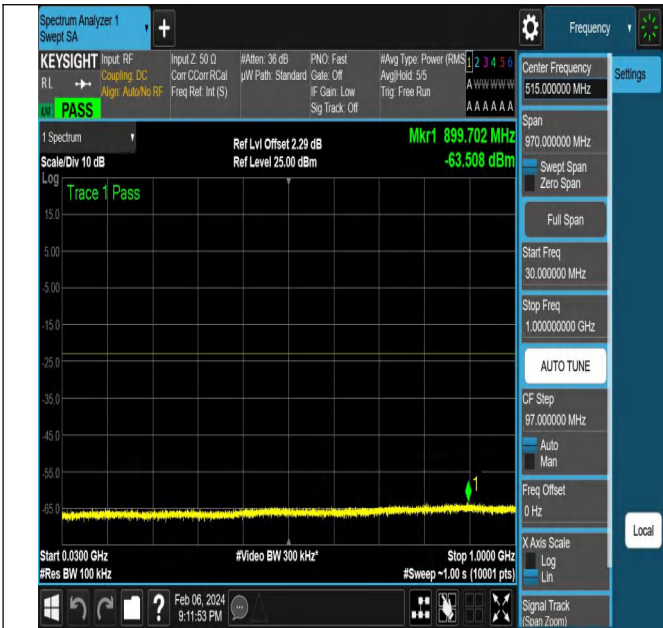 Spectrum Analyzer 1
Swept SA
+
Frequency
KEYSIGHT
RL
PASS
Input: RF
Coupling: DC
Align: Auto/No RF
Input Z: 50 Ω
Corr CCorr RCal
Freq Ref: Int (S)
#Atten: 36 dB
µW Path: Standard
PNO: Fast
Gate: Off
IF Gain: Low
Sig Track: Off
#Avg Type: Power (RMS
Avg|Hold: 5/5
Trig: Free Run
1 2 3 4 5 6
A W W W W W
A A A A A A
1 Spectrum
Scale/Div 10 dB
Log
Ref Lvl Offset 2.29 dB
Ref Level 25.00 dBm
Mkr1 899.702 MHz
-63.508 dBm
Trace 1 Pass
15.0
5.00
-5.00
-15.0
-25.0
-35.0
-45.0
-55.0
-65.0
1
Start 0.0300 GHz
#Res BW 100 kHz
#Video BW 300 kHz*
Stop 1.0000 GHz
#Sweep ~1.00 s (10001 pts)
?
Feb 06, 2024
9:11:53 PM
Center Frequency
515.000000 MHz
Settings
Span
970.000000 MHz
Swept Span
Zero Span
Full Span
Start Freq
30.000000 MHz
Stop Freq
1.000000000 GHz
AUTO TUNE
CF Step
97.000000 MHz
Auto
Man
Freq Offset
0 Hz
X Axis Scale
Log
Lin
Local
Signal Track
(Span Zoom)